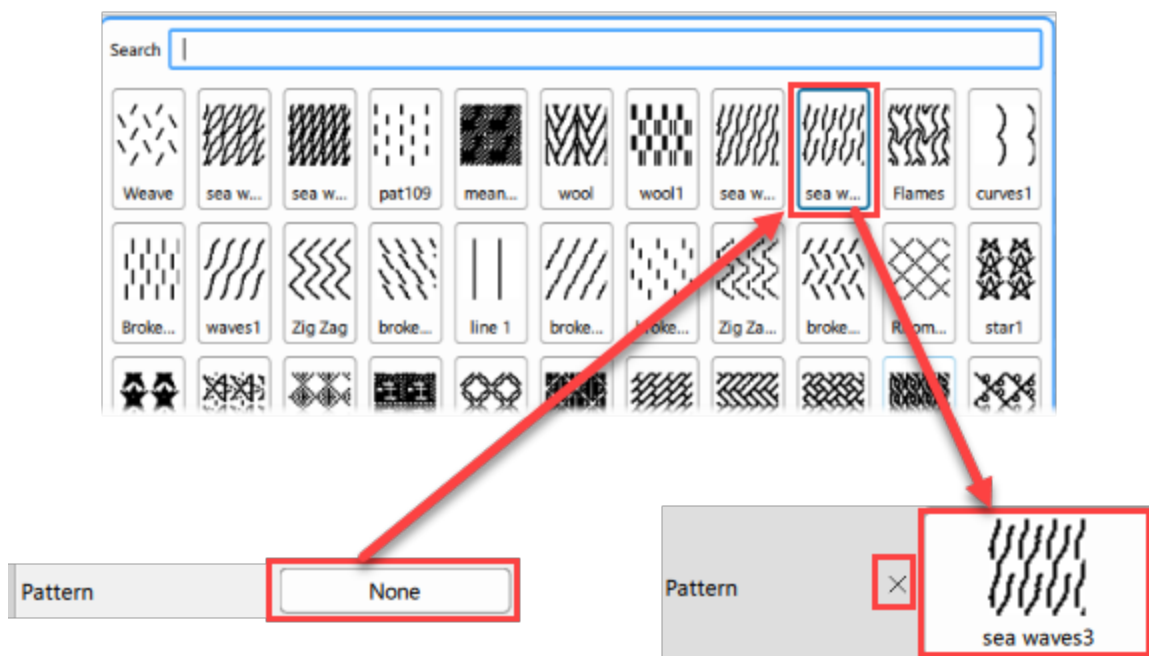 Search
Weave sea w... sea w... pat109 mean... wool wool1 sea w... sea w... Flames curves1
Broke... waves1 Zig Zag broke... line 1 broke... Zig Za... broke... star1
Pattern None
Pattern × sea waves3